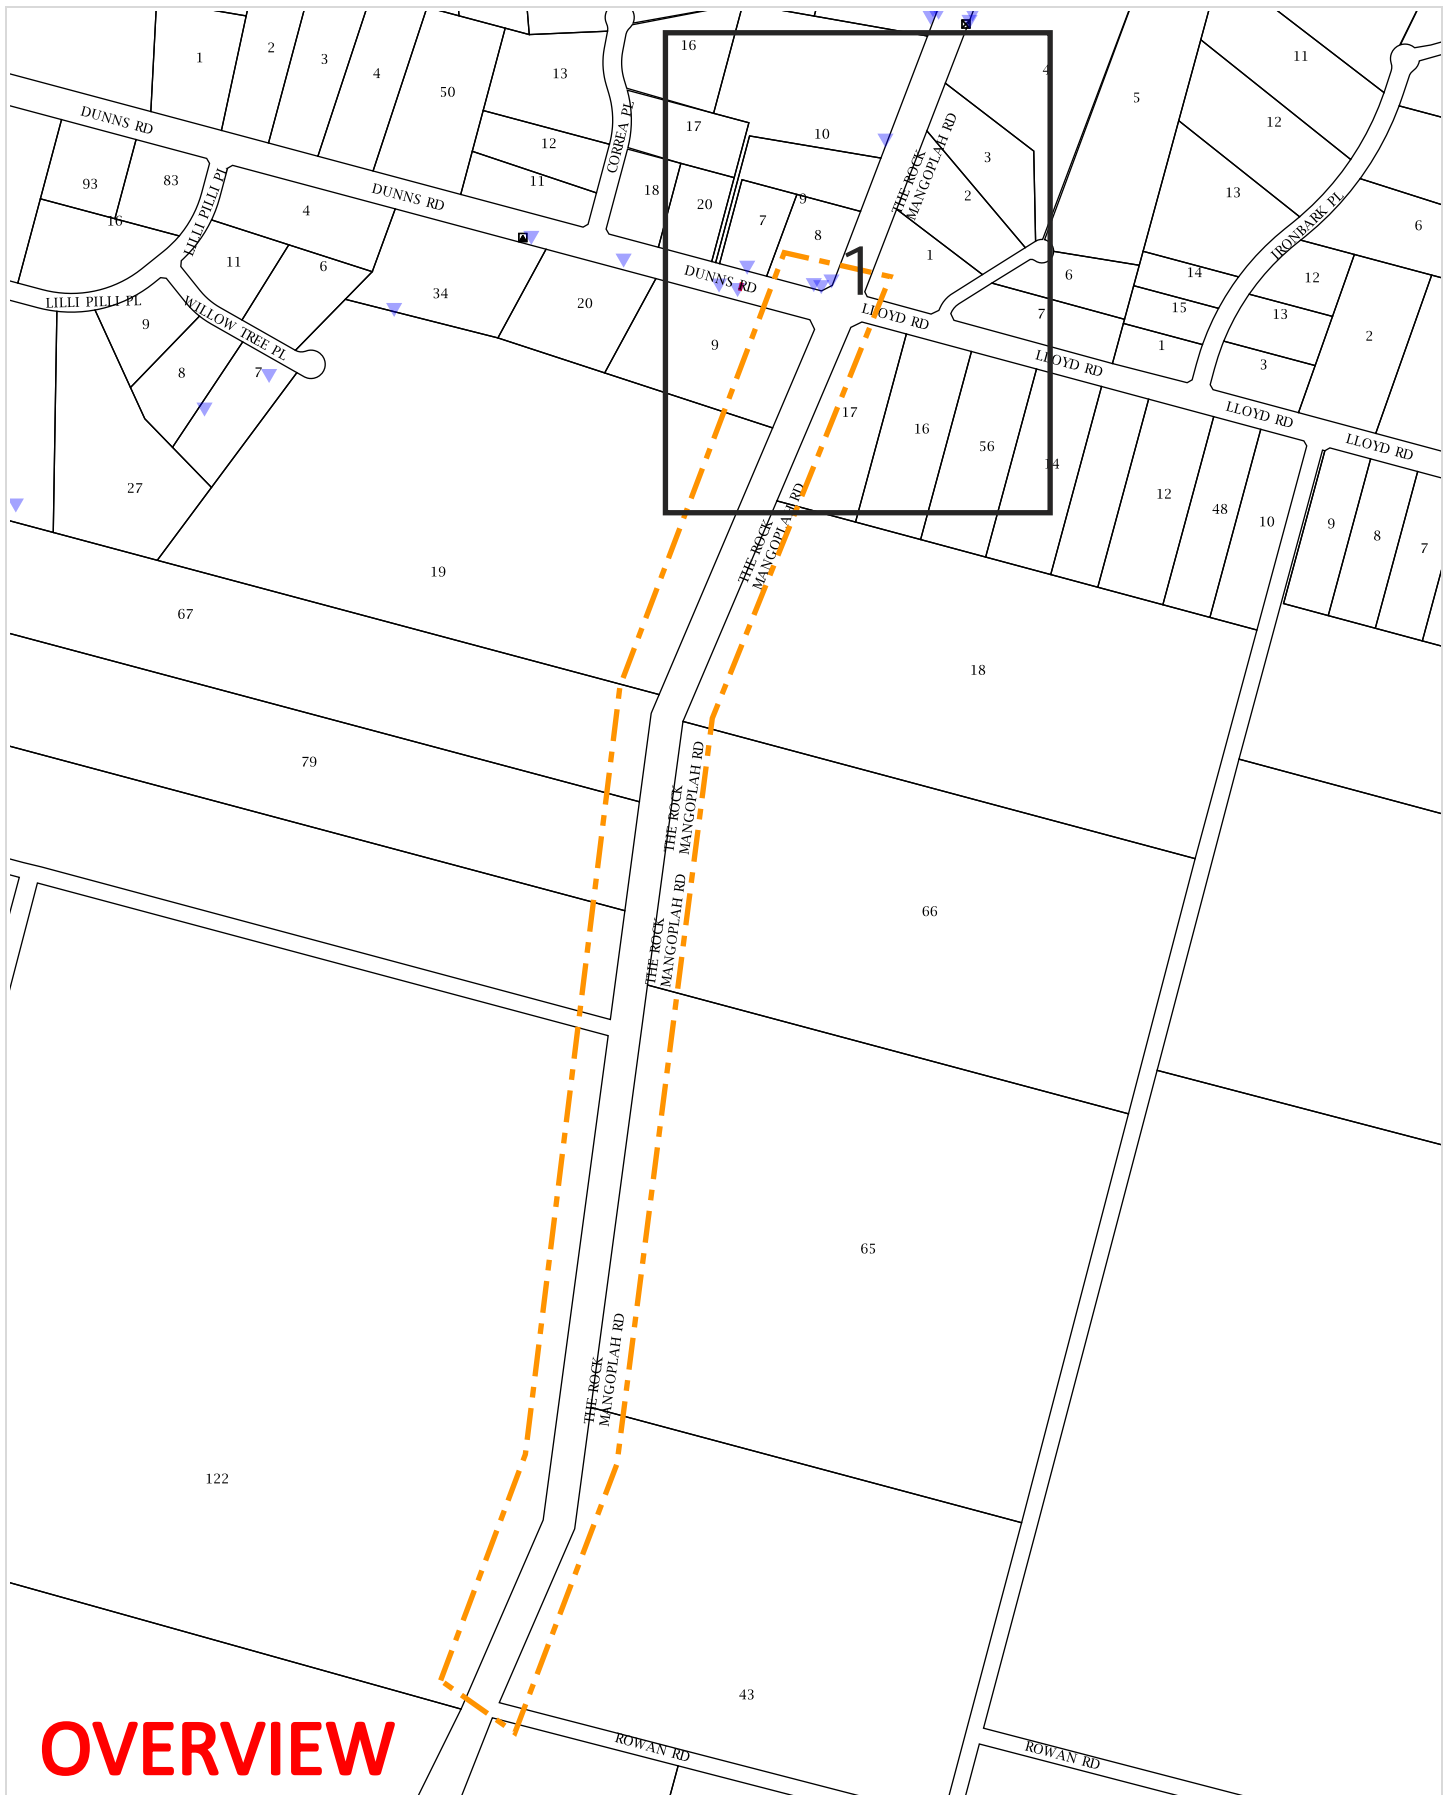 1
2
3
4
50
13
16
4
5
11
12
DUNNS RD
CORREA PL
17
10
THE ROCK
MANGOPLAH RD
3
12
11
93
83
16
LILLI PILLI PL
4
DUNNS RD
18
20
7
9
8
2
1
13
IRONBARK PL
6
11
6
34
20
DUNNS RD
1
6
14
12
15
13
LILLI PILLI PL
WILLOW TREE PL
9
8
7
9
LLOYD RD
7
LLOYD RD
1
3
2
17
16
56
14
LLOYD RD
LLOYD RD
27
12
48
10
9
8
7
THE ROCK
MANGOPLAH RD
19
67
18
79
THE ROCK
MANGOPLAH RD
66
THE ROCK
MANGOPLAH RD
65
THE ROCK
MANGOPLAH RD
122
43
OVERVIEW
ROWAN RD
ROWAN RD